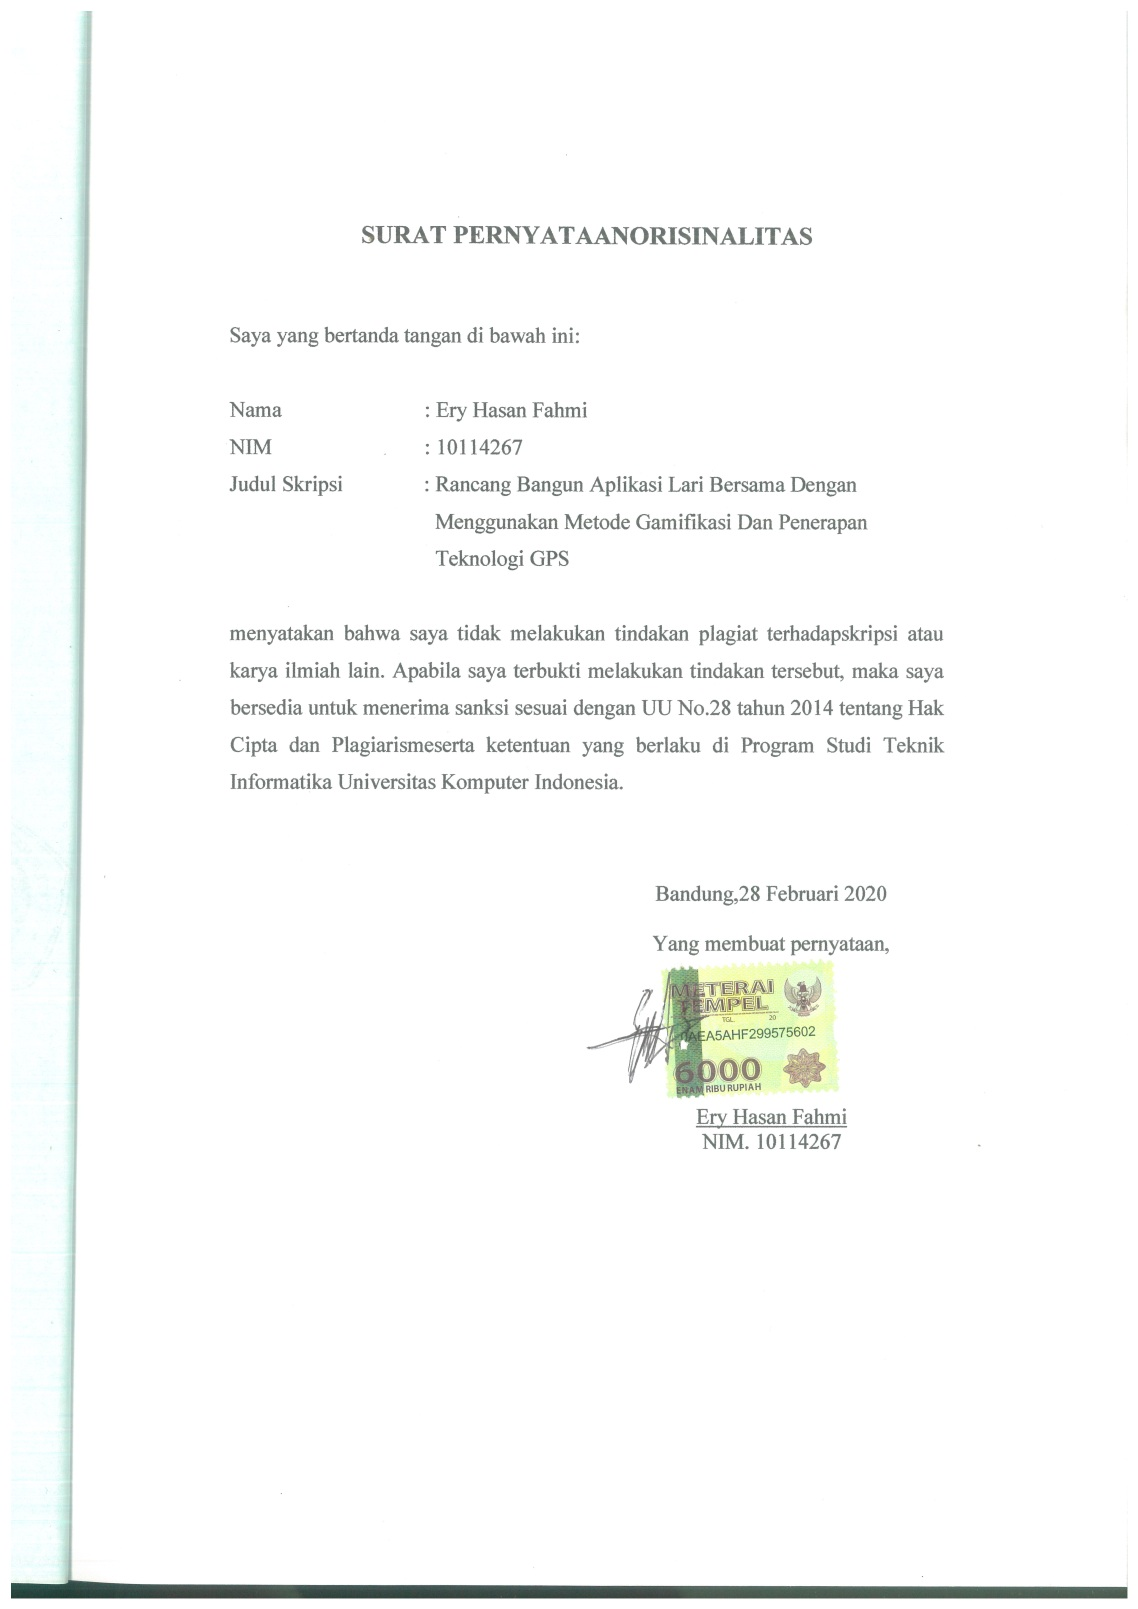 SURAT PERNYATAANORISINALITAS
Saya yang bertanda tangan di bawah ini:
Nama : Ery Hasan Fahmi
NIM : 10114267
Judul Skripsi : Rancang Bangun Aplikasi Lari Bersama Dengan
Menggunakan Metode Gamifikasi Dan Penerapan
Teknologi GPS
menyatakan bahwa saya tidak melakukan tindakan plagiat terhadapskripsi atau
karya ilmiah lain. Apabila saya terbukti melakukan tindakan tersebut, maka saya
bersedia untuk menerima sanksi sesuai dengan UU No.28 tahun 2014 tentang Hak
Cipta dan Plagiarismeserta ketentuan yang berlaku di Program Studi Teknik
Informatika Universitas Komputer Indonesia.
Bandung,28 Februari 2020
Yang membuat pernyataan,
METERAI
TEMPEL
TGL. 20
AEA5AHF299575602
6000
ENAM RIBU RUPIAH
Ery Hasan Fahmi
NIM. 10114267